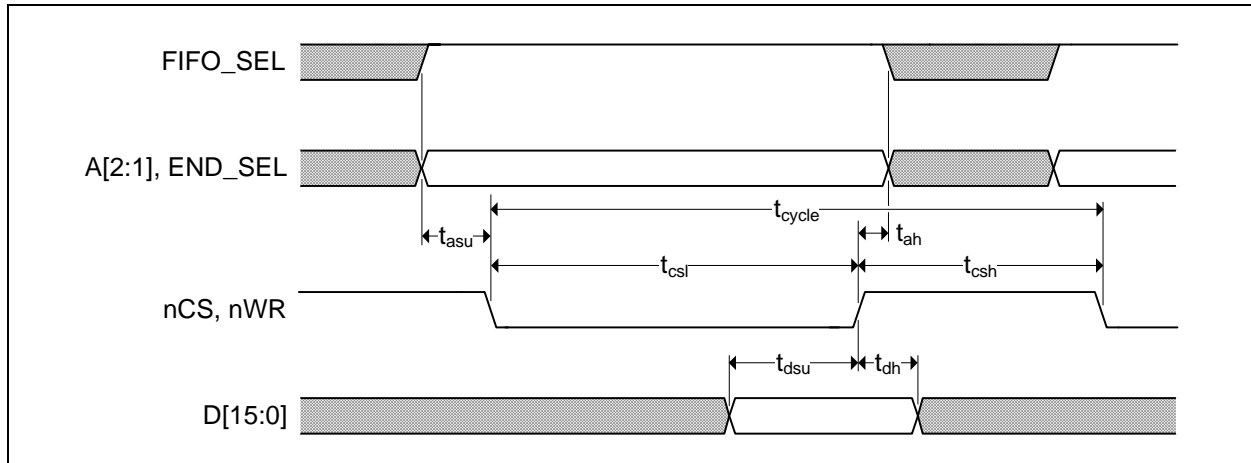 FIFO_SEL
A[2:1], END_SEL
tcycle
tasu
tah
tcsl
tcsh
nCS, nWR
tdsu
tdh
D[15:0]